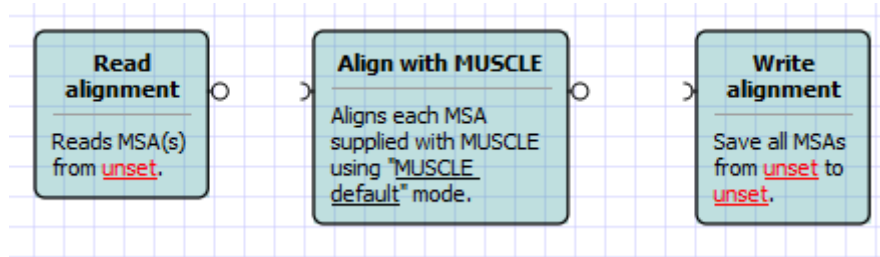 Read
alignment
Reads MSA(s)
from unset.
Align with MUSCLE
Aligns each MSA
supplied with MUSCLE
using "MUSCLE
default" mode.
Write
alignment
Save all MSAs
from unset to
unset.